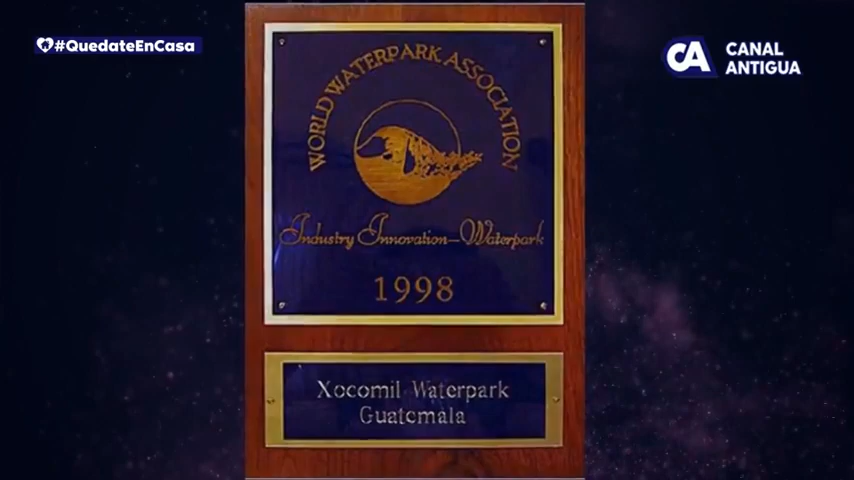 #QuedateEnCasa
CANAL
ANTIGUA
CA
WORLD WATERPARK ASSOCIATION
Industry Innovation-Waterpark
1998
Xocomil Waterpark
Guatemala